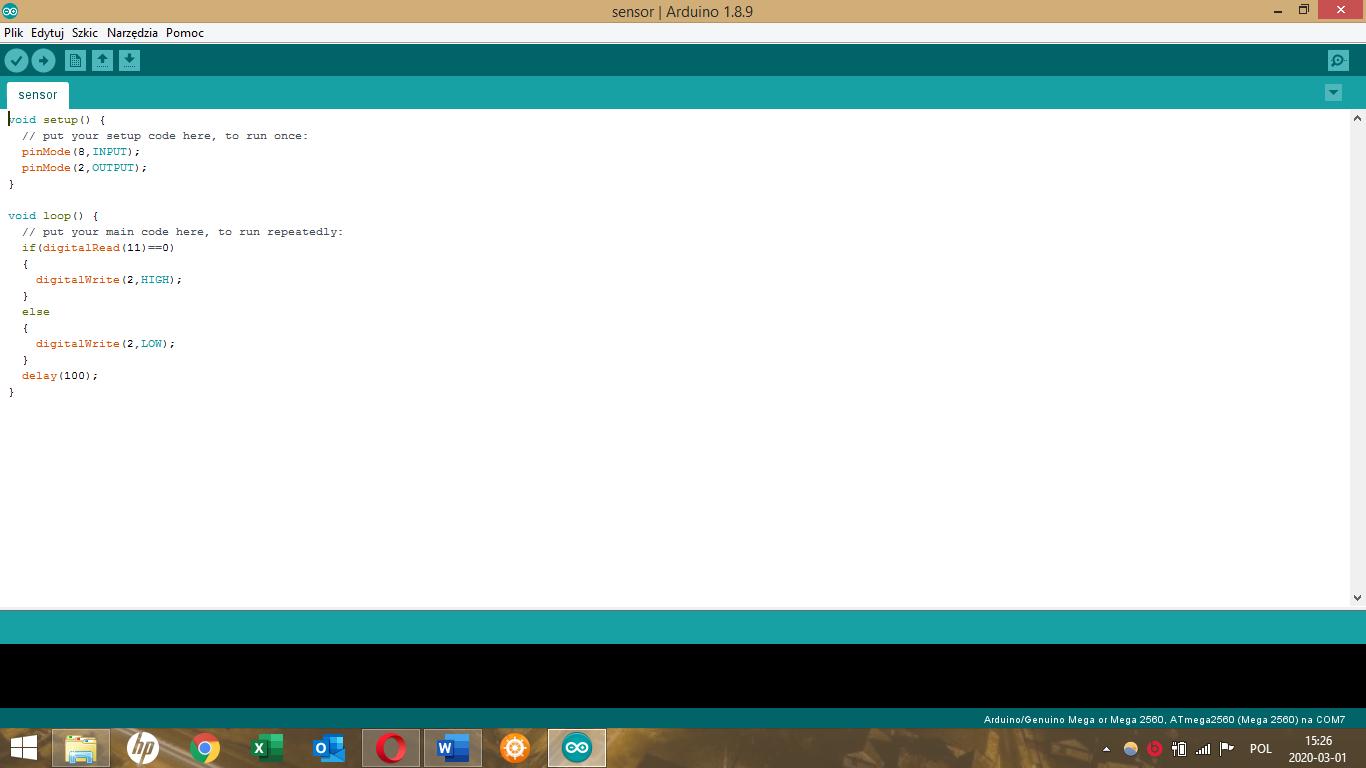 sensor | Arduino 1.8.9
Plik Edytuj Szkic Narzędzia Pomoc
sensor
void setup() {
  // put your setup code here, to run once:
  pinMode(8,INPUT);
  pinMode(2,OUTPUT);
}

void loop() {
  // put your main code here, to run repeatedly:
  if(digitalRead(11)==0)
  {
    digitalWrite(2,HIGH);
  }
  else
  {
    digitalWrite(2,LOW);
  }
  delay(100);
}
Arduino/Genuino Mega or Mega 2560, ATmega2560 (Mega 2560) na COM7
POL
15:26
2020-03-01